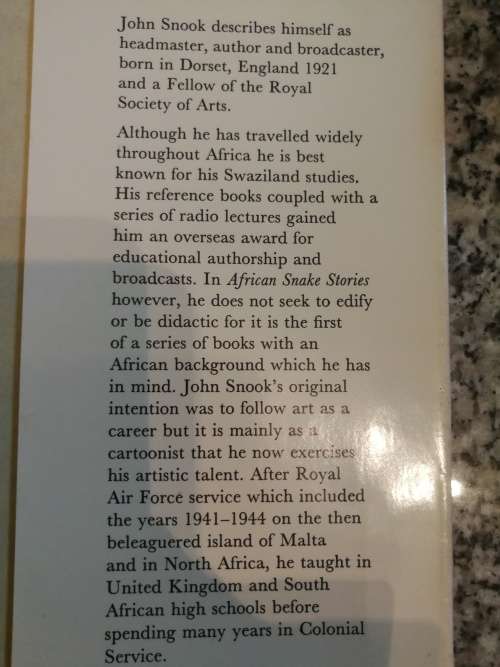 John Snook describes himself as
headmaster, author and broadcaster,
born in Dorset, England 1921
and a Fellow of the Royal
Society of Arts.
Although he has travelled widely
throughout Africa he is best
known for his Swaziland studies.
His reference books coupled with a
series of radio lectures gained
him an overseas award for
educational authorship and
broadcasts. In African Snake Stories
however, he does not seek to edify
or be didactic for it is the first
of a series of books with an
African background which he has
in mind. John Snook's original
intention was to follow art as a
career but it is mainly as a
cartoonist that he now exercises
his artistic talent. After Royal
Air Force service which included
the years 1941–1944 on the then
beleaguered island of Malta
and in North Africa, he taught in
United Kingdom and South
African high schools before
spending many years in Colonial
Service.